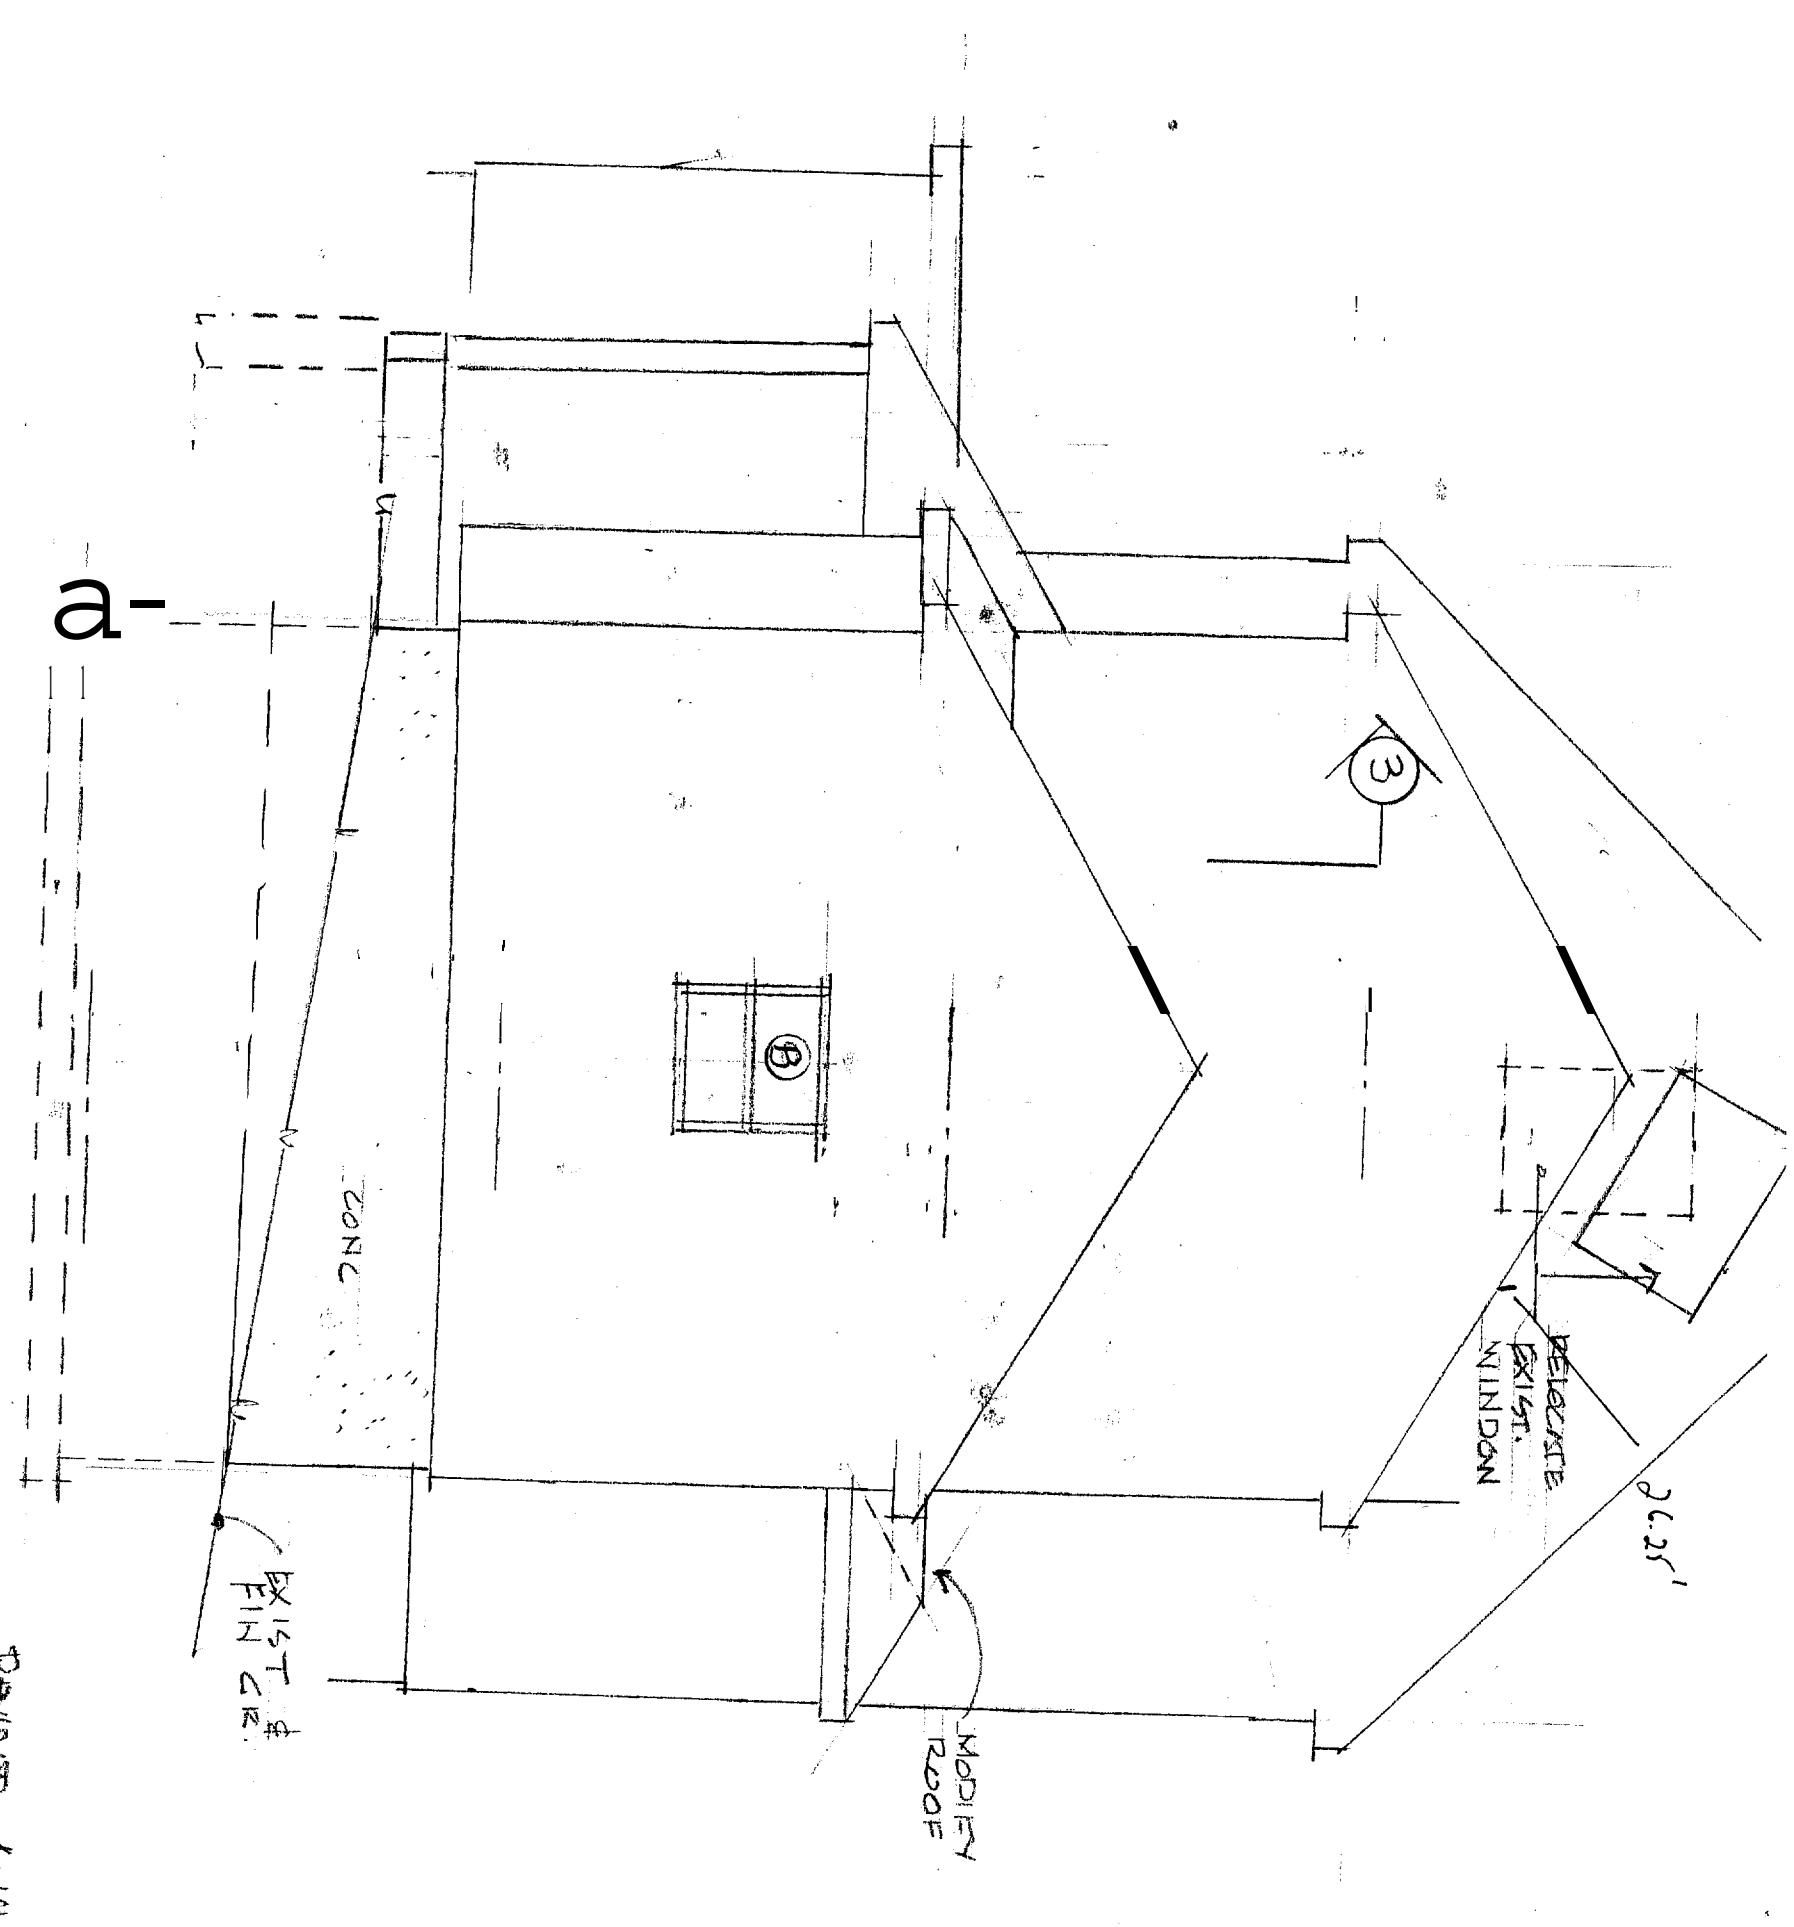 a-
3
B
CONC
RELOCATE
EXIST.
WINDOW
26.25'
EXIST &
FIN GR.
MODIFY
ROOF